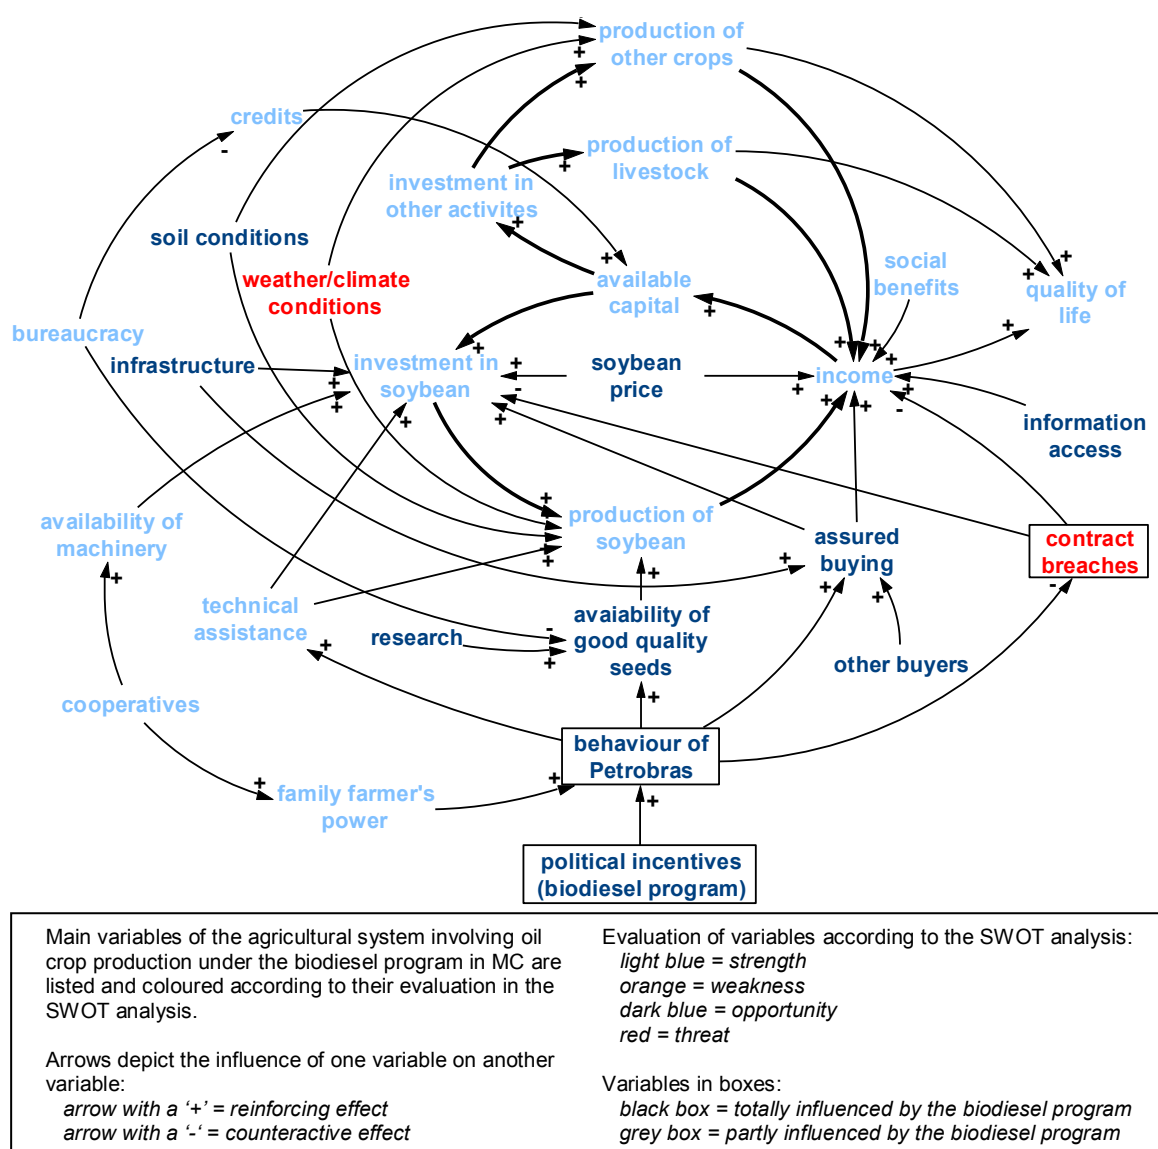 production of
other crops
credits
production of
livestock
investment in
other activites
soil conditions
weather/climate
conditions
social
benefits
available
capital
quality of
life
bureaucracy
infrastructure
investment in
soybean
soybean
price
income
information
access
availability of
machinery
production of
soybean
assured
buying
contract
breaches
technical
assistance
research
avaiability of
good quality
seeds
other buyers
cooperatives
behaviour of
Petrobras
family farmer's
power
political incentives
(biodiesel program)
Main variables of the agricultural system involving oil
crop production under the biodiesel program in MC are
listed and coloured according to their evaluation in the
SWOT analysis.
Arrows depict the influence of one variable on another
variable:
arrow with a ‘+’ = reinforcing effect
arrow with a ‘-‘ = counteractive effect
Evaluation of variables according to the SWOT analysis:
light blue = strength
orange = weakness
dark blue = opportunity
red = threat
Variables in boxes:
black box = totally influenced by the biodiesel program
grey box = partly influenced by the biodiesel program